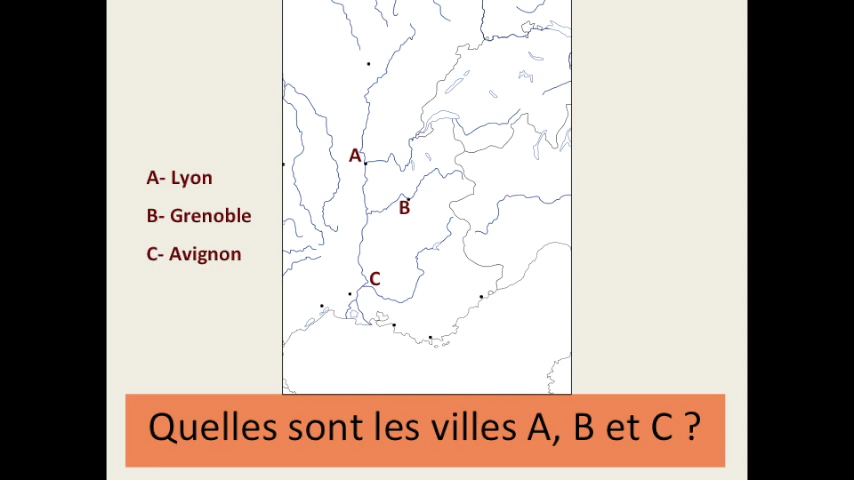 A
A- Lyon
B- Grenoble
B
C- Avignon
C
Quelles sont les villes A, B et C ?